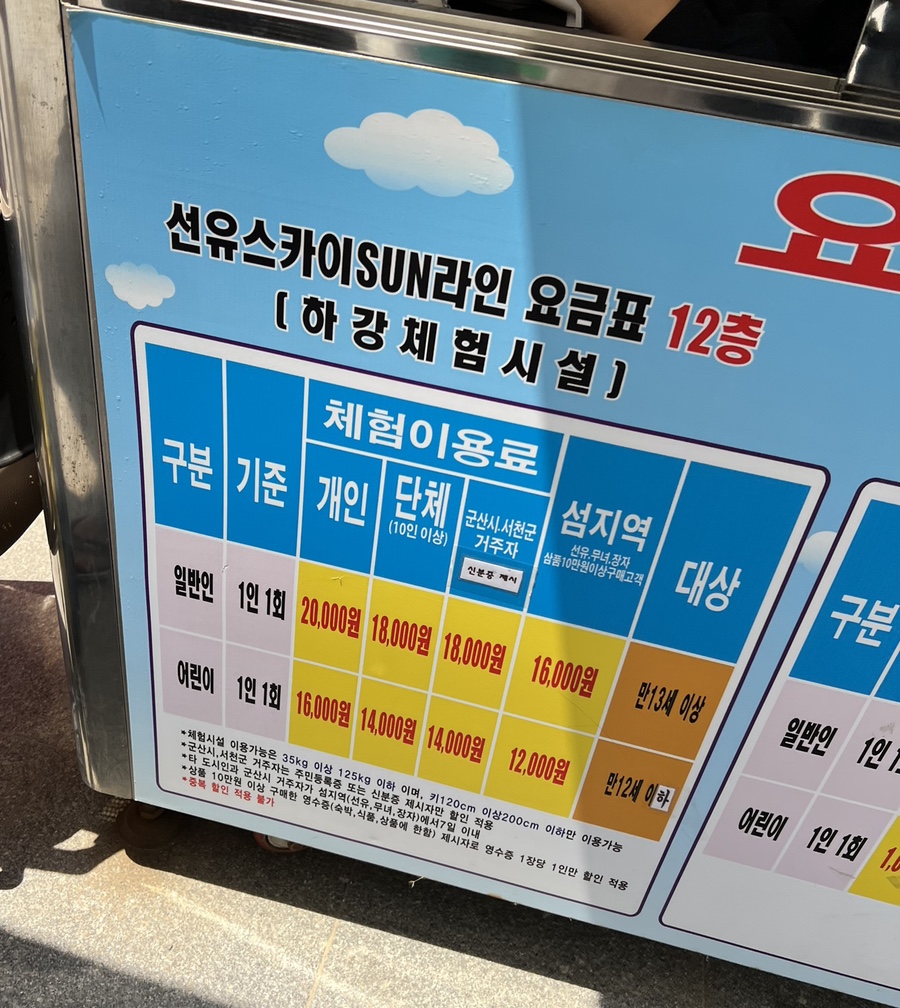 요
선유스카이SUN라인 요금표 12층
(하강체험시설)
구분 기준 체험이용료 섬지역 대상
개인 단체 군산시.서천군
(10인 이상) 거주자
신분증 제시
선유,무녀,장자
상품10만원이상구매고객
일반인 1인 1회 20,000원 18,000원 18,000원 16,000원 만13세 이상
어린이 1인 1회 16,000원 14,000원 14,000원 12,000원 만12세 이하
*체험시설 이용가능은 35kg 이상 125kg 이하 이며, 키120cm 이상200cm 이하만 이용가능
*군산시.서천군 거주자는 주민등록증 또는 신분증 제시자만 할인 적용
*타 도시민과 군산시 거주자가 섬지역(선유,무녀,장자)에서7일 이내
*상품 10만원 이상 구매한 영수증(숙박,식품,상품에 한함) 제시자로 영수증 1장당 1인만 할인 적용
*중복 할인 적용 불가
구분
일반인 1인 1
어린이 1인 1회 1,0